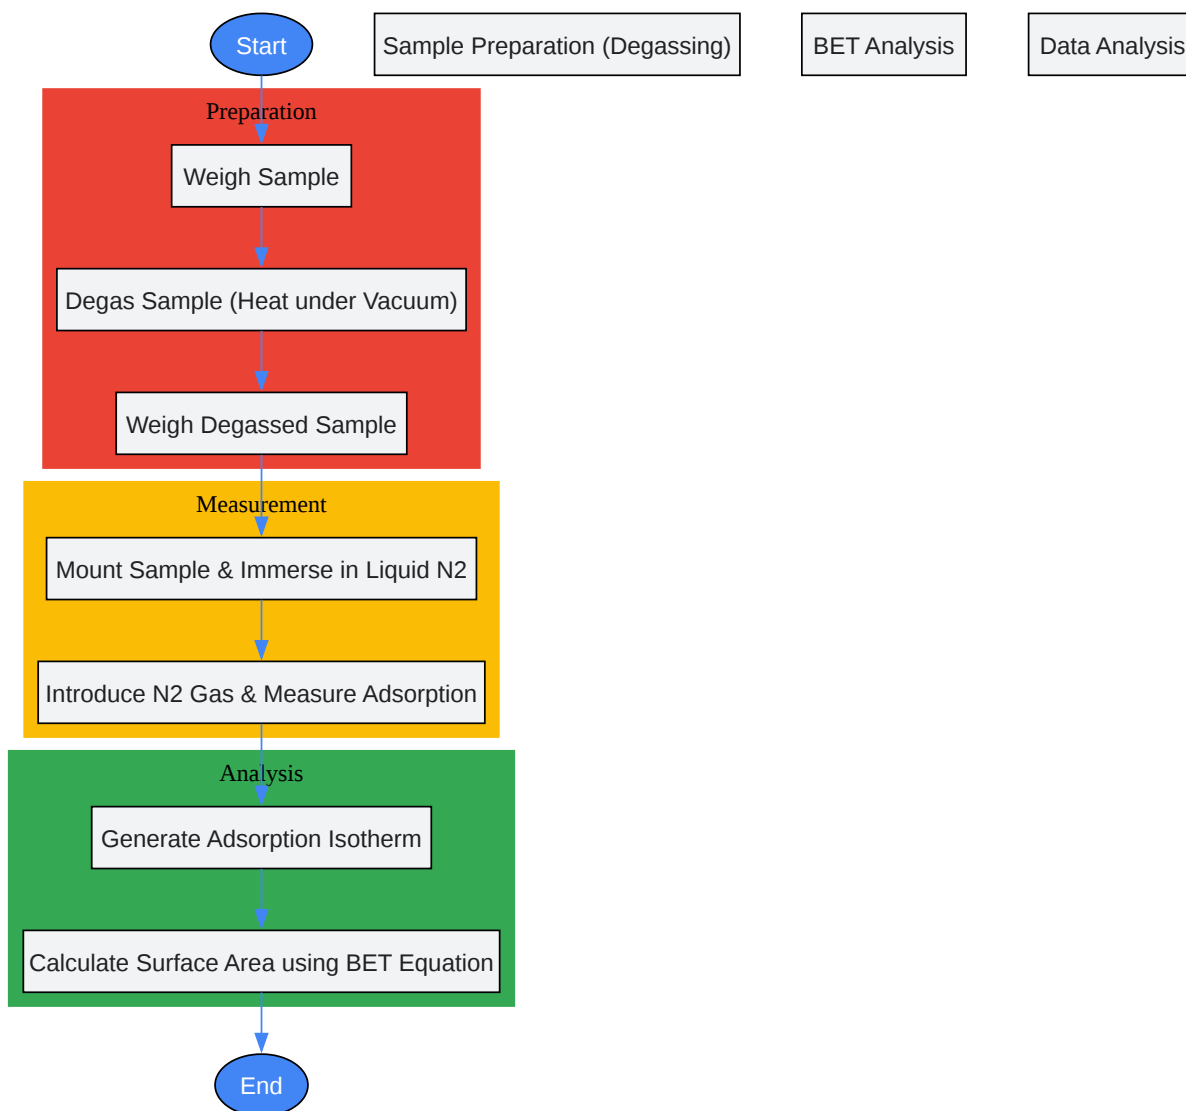 Start
Sample Preparation (Degassing)
BET Analysis
Data Analysis
Preparation
Weigh Sample
Degas Sample (Heat under Vacuum)
Weigh Degassed Sample
Measurement
Mount Sample & Immerse in Liquid N2
Introduce N2 Gas & Measure Adsorption
Analysis
Generate Adsorption Isotherm
Calculate Surface Area using BET Equation
End